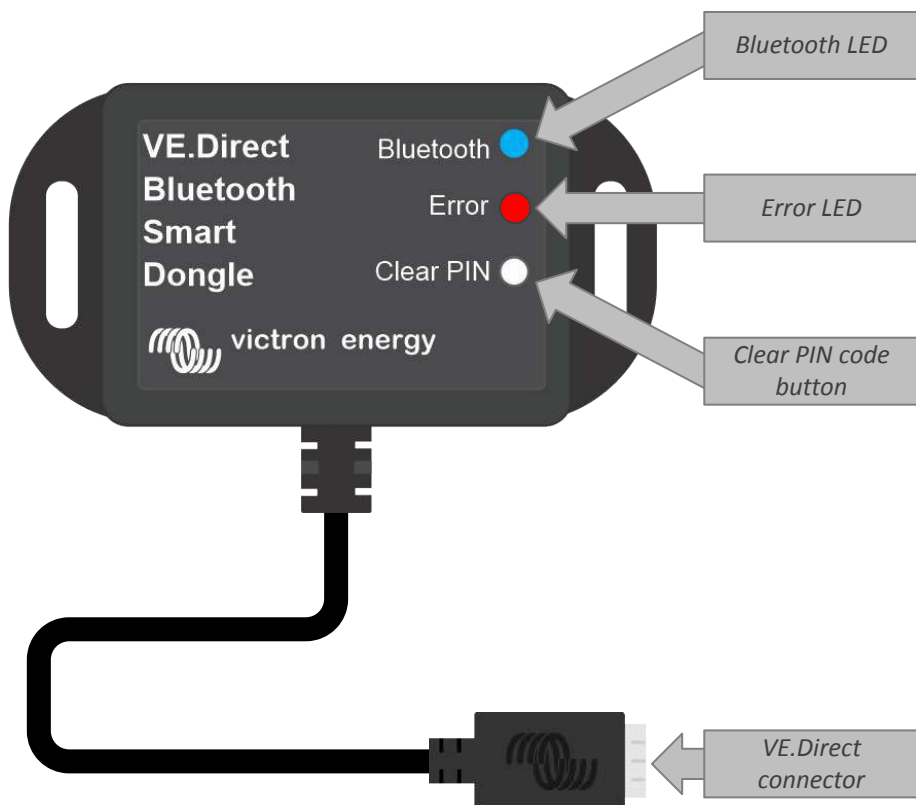 Bluetooth LED
VE.Direct
Bluetooth
Smart
Dongle
Bluetooth
Error
Clear PIN
victron energy
Error LED
Clear PIN code
button
VE.Direct
connector